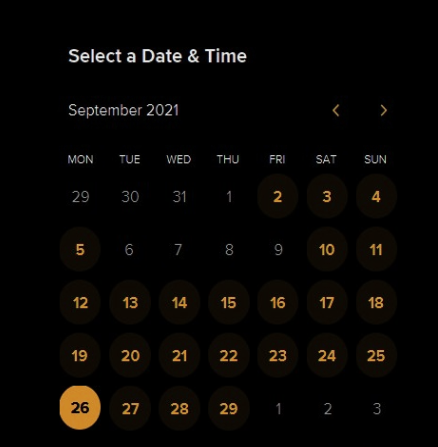 Select a Date & Time
September 2021
MON TUE WED THU FRI SAT SUN
29 30 31 1 2 3 4
5 6 7 8 9 10 11
12 13 14 15 16 17 18
19 20 21 22 23 24 25
26 27 28 29 1 2 3